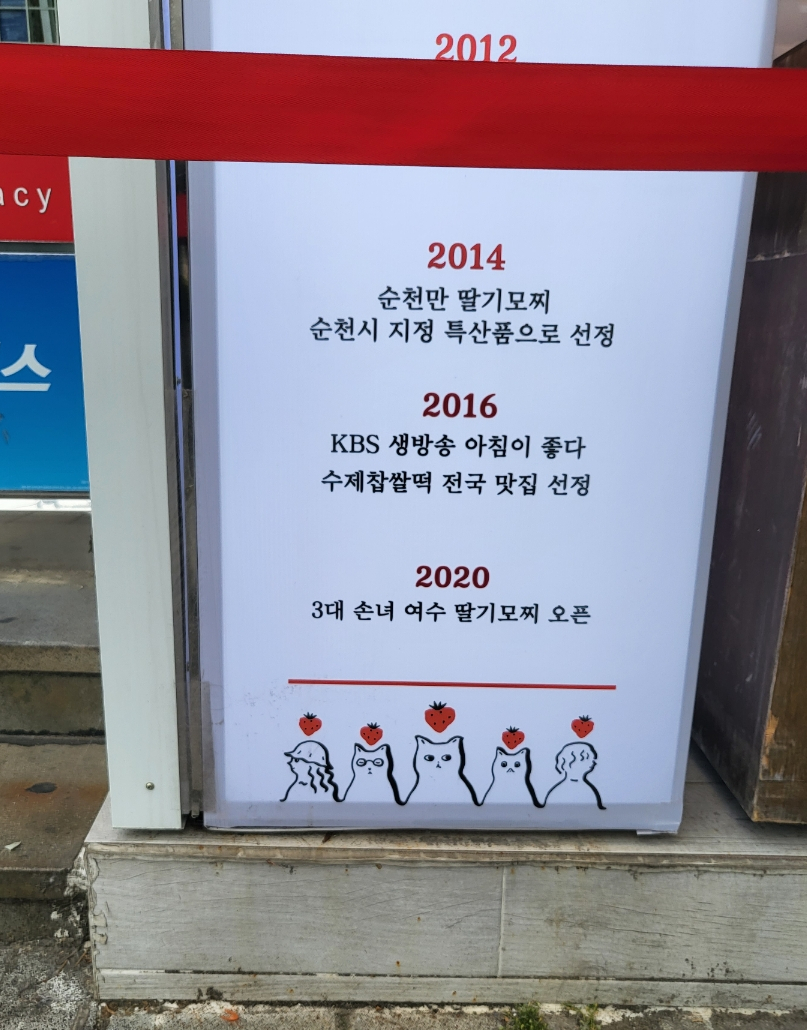 2012
acy
스
2014
순천만 딸기모찌
순천시 지정 특산품으로 선정
2016
KBS 생방송 아침이 좋다
수제찹쌀떡 전국 맛집 선정
2020
3대 손녀 여수 딸기모찌 오픈